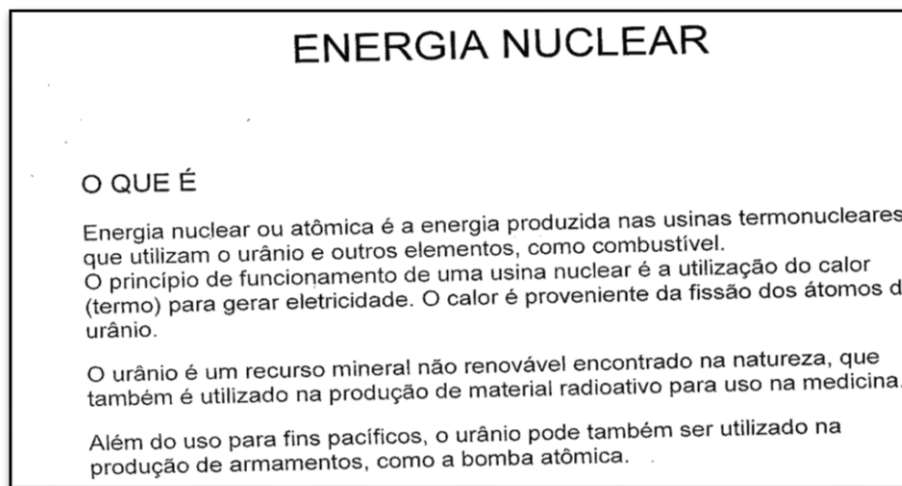 ENERGIA NUCLEAR
O QUE É
Energia nuclear ou atômica é a energia produzida nas usinas termonucleares
que utilizam o urânio e outros elementos, como combustível.
O princípio de funcionamento de uma usina nuclear é a utilização do calor
(termo) para gerar eletricidade. O calor é proveniente da fissão dos átomos d
urânio.
O urânio é um recurso mineral não renovável encontrado na natureza, que
também é utilizado na produção de material radioativo para uso na medicina.
Além do uso para fins pacíficos, o urânio pode também ser utilizado na
produção de armamentos, como a bomba atômica.